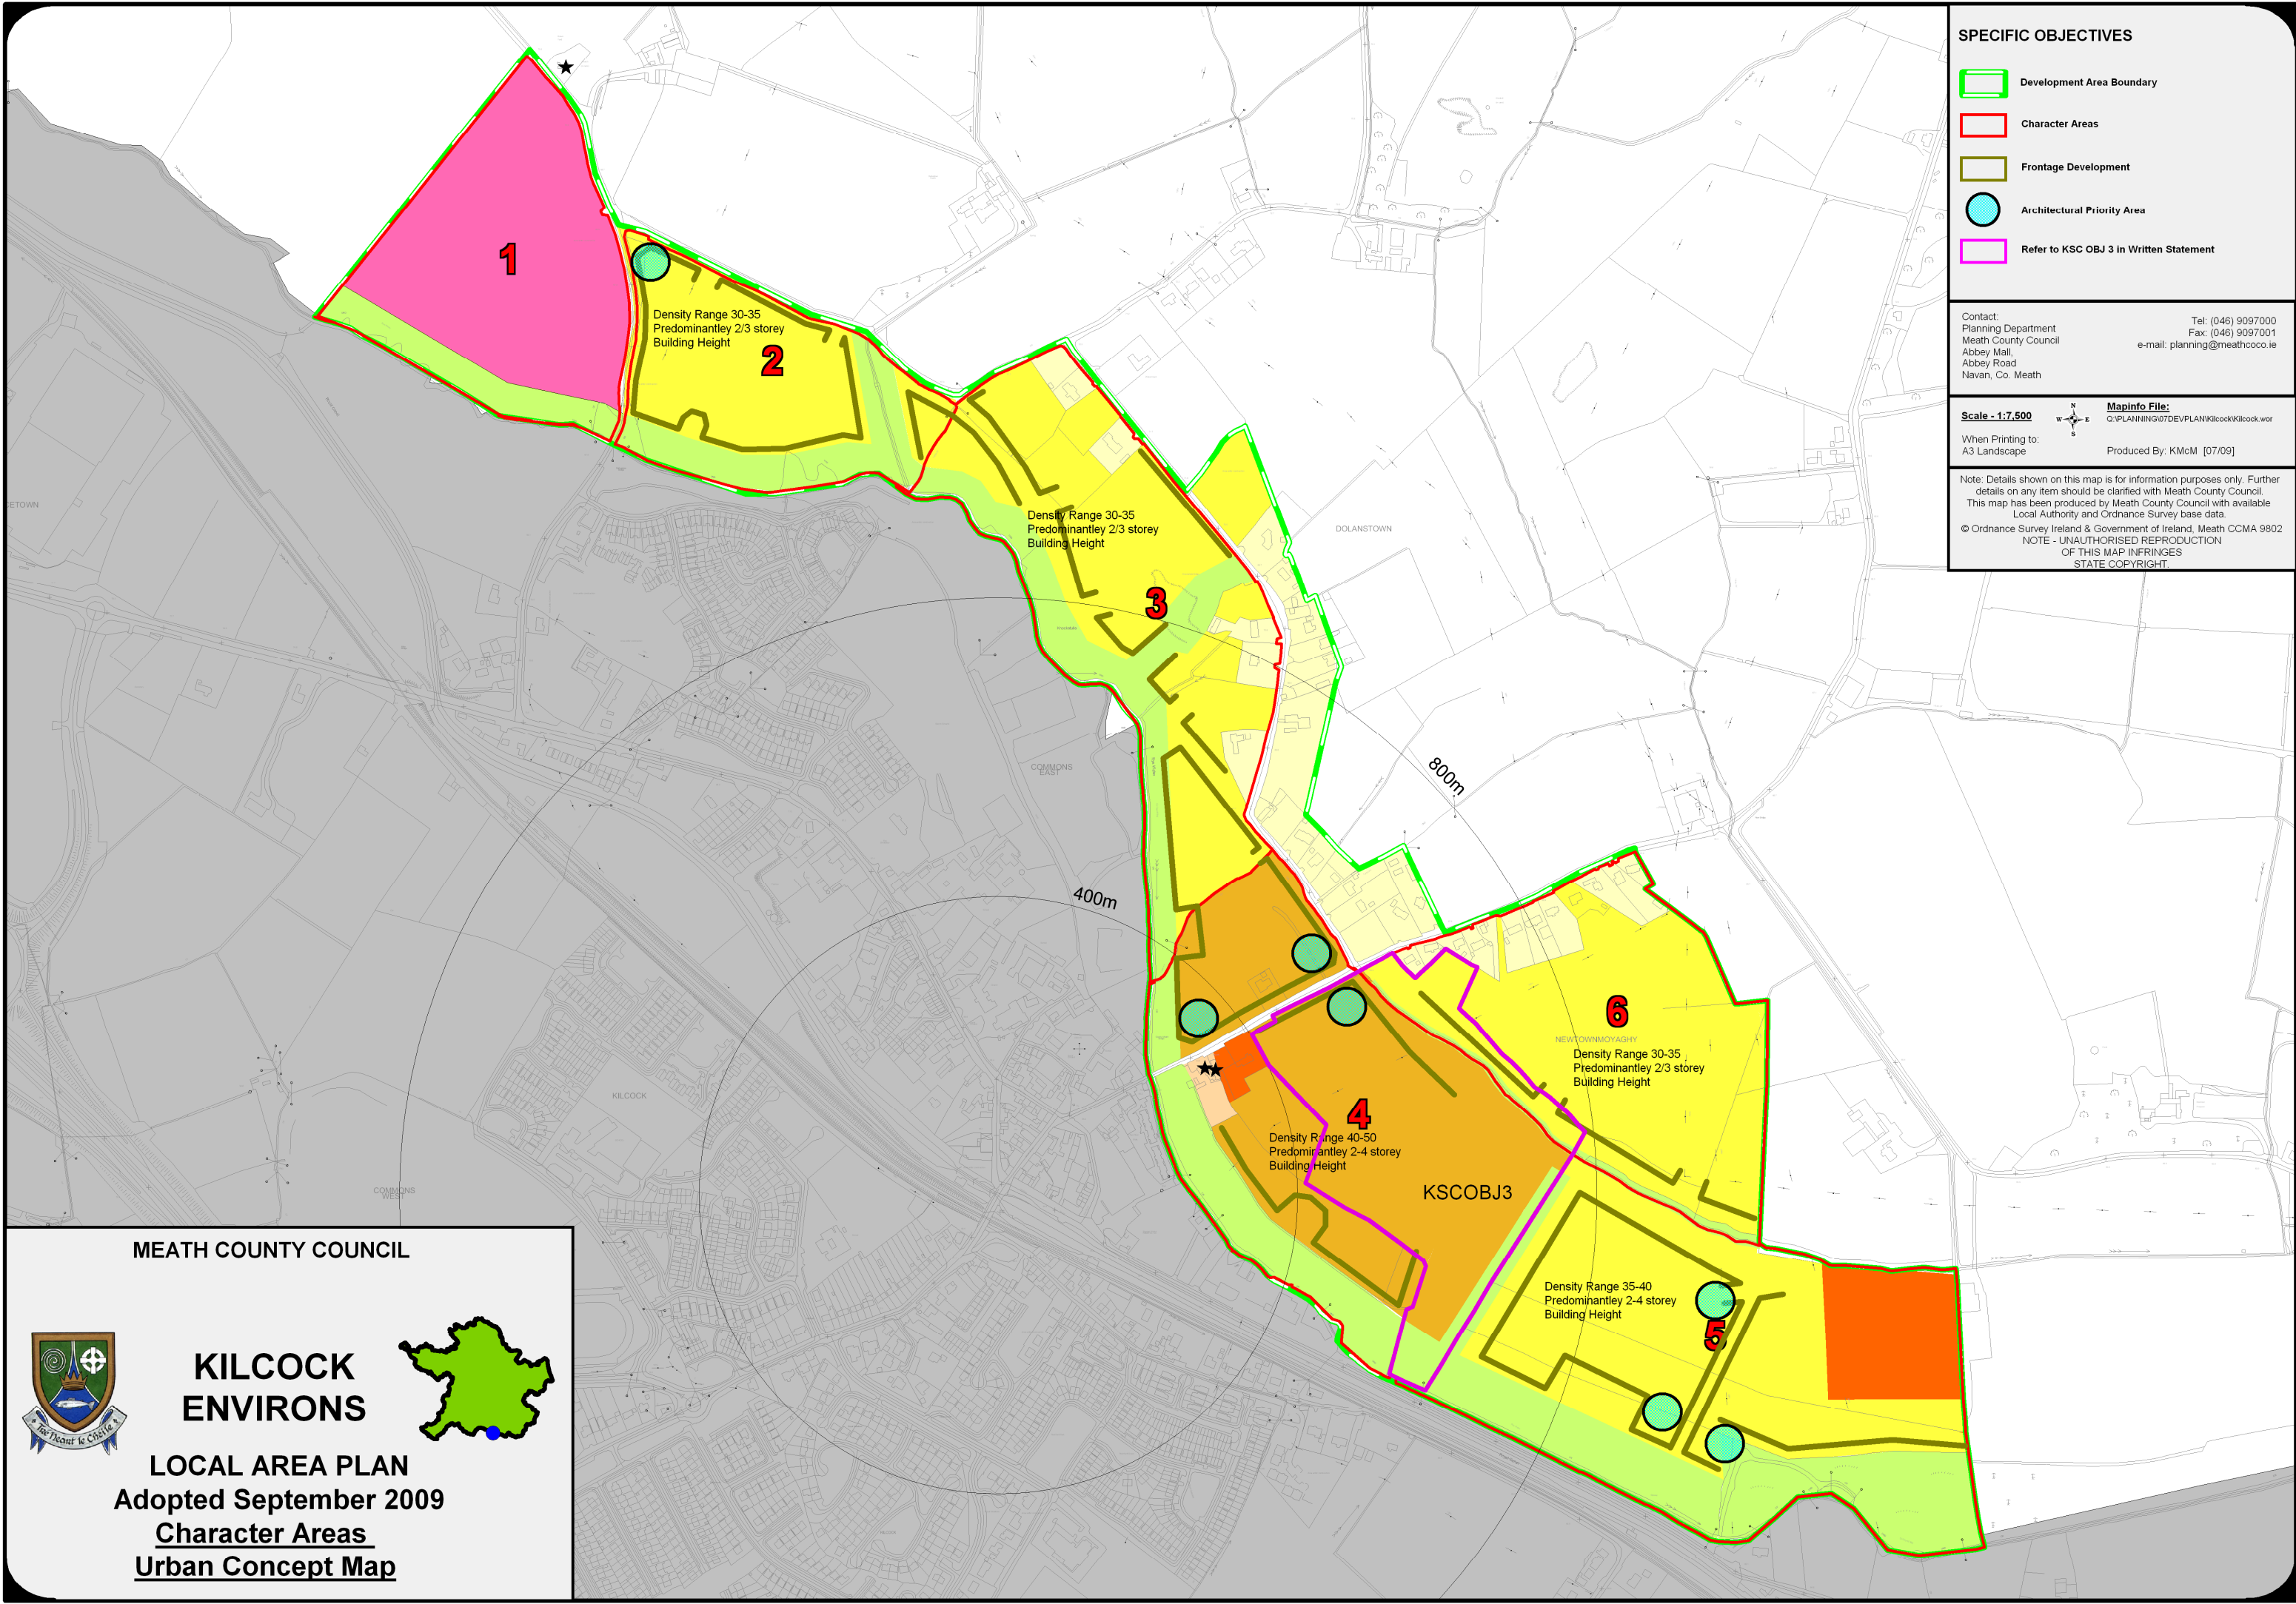 SPECIFIC OBJECTIVES
Development Area Boundary
Character Areas
Frontage Development
Architectural Priority Area
Refer to KSC OBJ 3 in Written Statement
Contact:
Planning Department
Meath County Council
Abbey Mall,
Abbey Road
Navan, Co. Meath
Tel: (046) 9097000
Fax: (046) 9097001
e-mail: planning@meathcoco.ie
Scale - 1:7,500
When Printing to:
A3 Landscape
N
W E
S
Mapinfo File:
Q:\PLANNING\07DEVPLAN\Kilcock\Kilcock.wor
Produced By: KMcM [07/09]
Note: Details shown on this map is for information purposes only. Further
details on any item should be clarified with Meath County Council.
This map has been produced by Meath County Council with available
Local Authority and Ordnance Survey base data.
© Ordnance Survey Ireland & Government of Ireland, Meath CCMA 9802
NOTE - UNAUTHORISED REPRODUCTION
OF THIS MAP INFRINGES
STATE COPYRIGHT.
1
Density Range 30-35
Predominantley 2/3 storey
Building Height
2
CETOWN
Density Range 30-35
Predominantley 2/3 storey
Building Height
DOLANSTOWN
3
COMMONS
EAST
800m
400m
6
NEWTOWNMOYAGHY
Density Range 30-35
Predominantley 2/3 storey
Building Height
KILCOCK
4
Density Range 40-50
Predominantley 2-4 storey
Building Height
KSCOBJ3
COMMONS
WEST
Density Range 35-40
Predominantley 2-4 storey
Building Height
5
MEATH COUNTY COUNCIL
KILCOCK
ENVIRONS
LOCAL AREA PLAN
Adopted September 2009
Character Areas
Urban Concept Map